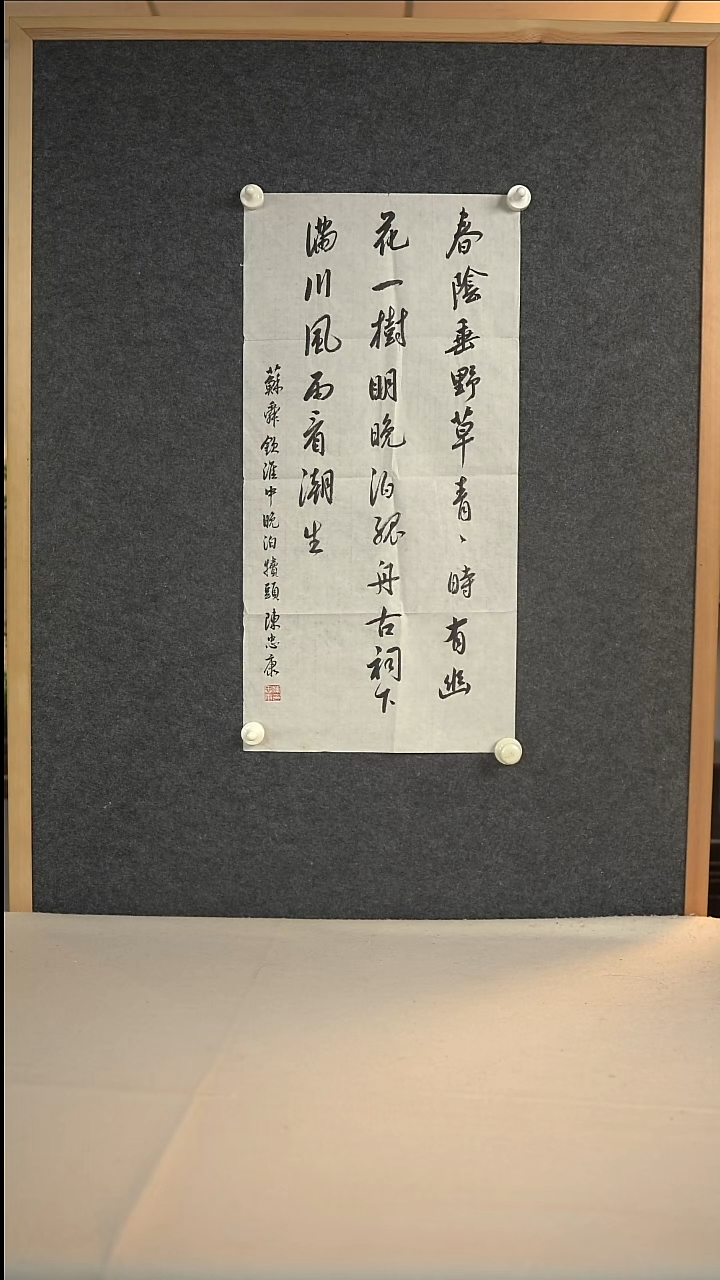 春陰垂野草青、時有幽
花一樹明晚泊孤舟古祠下
滿川風雨看潮生
蘇舜欽淮中晚泊犢頭 陳忠康